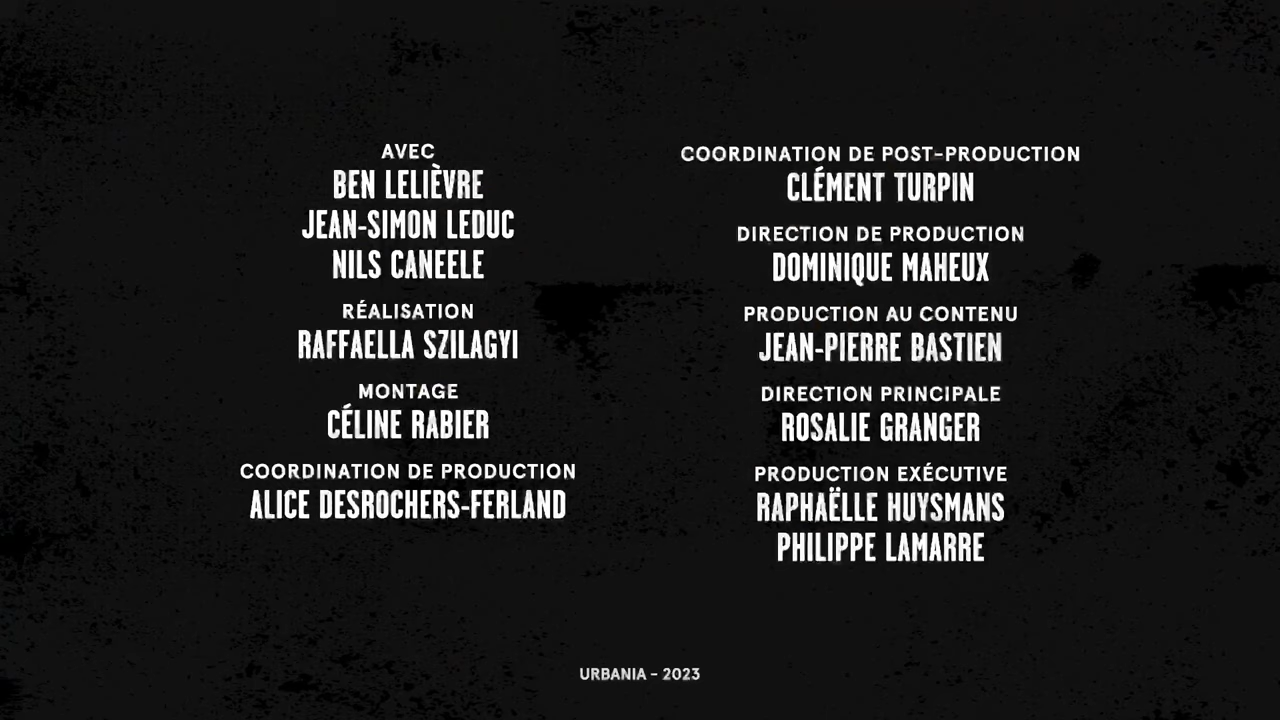 AVEC
BEN LELIÈVRE
JEAN-SIMON LEDUC
NILS CANEELE
RÉALISATION
RAFFAELLA SZILAGYI
MONTAGE
CÉLINE RABIER
COORDINATION DE PRODUCTION
ALICE DESROCHERS-FERLAND
COORDINATION DE POST-PRODUCTION
CLÉMENT TURPIN
DIRECTION DE PRODUCTION
DOMINIQUE MAHEUX
PRODUCTION AU CONTENU
JEAN-PIERRE BASTIEN
DIRECTION PRINCIPALE
ROSALIE GRANGER
PRODUCTION EXÉCUTIVE
RAPHAËLLE HUYSMANS
PHILIPPE LAMARRE
URBANIA - 2023